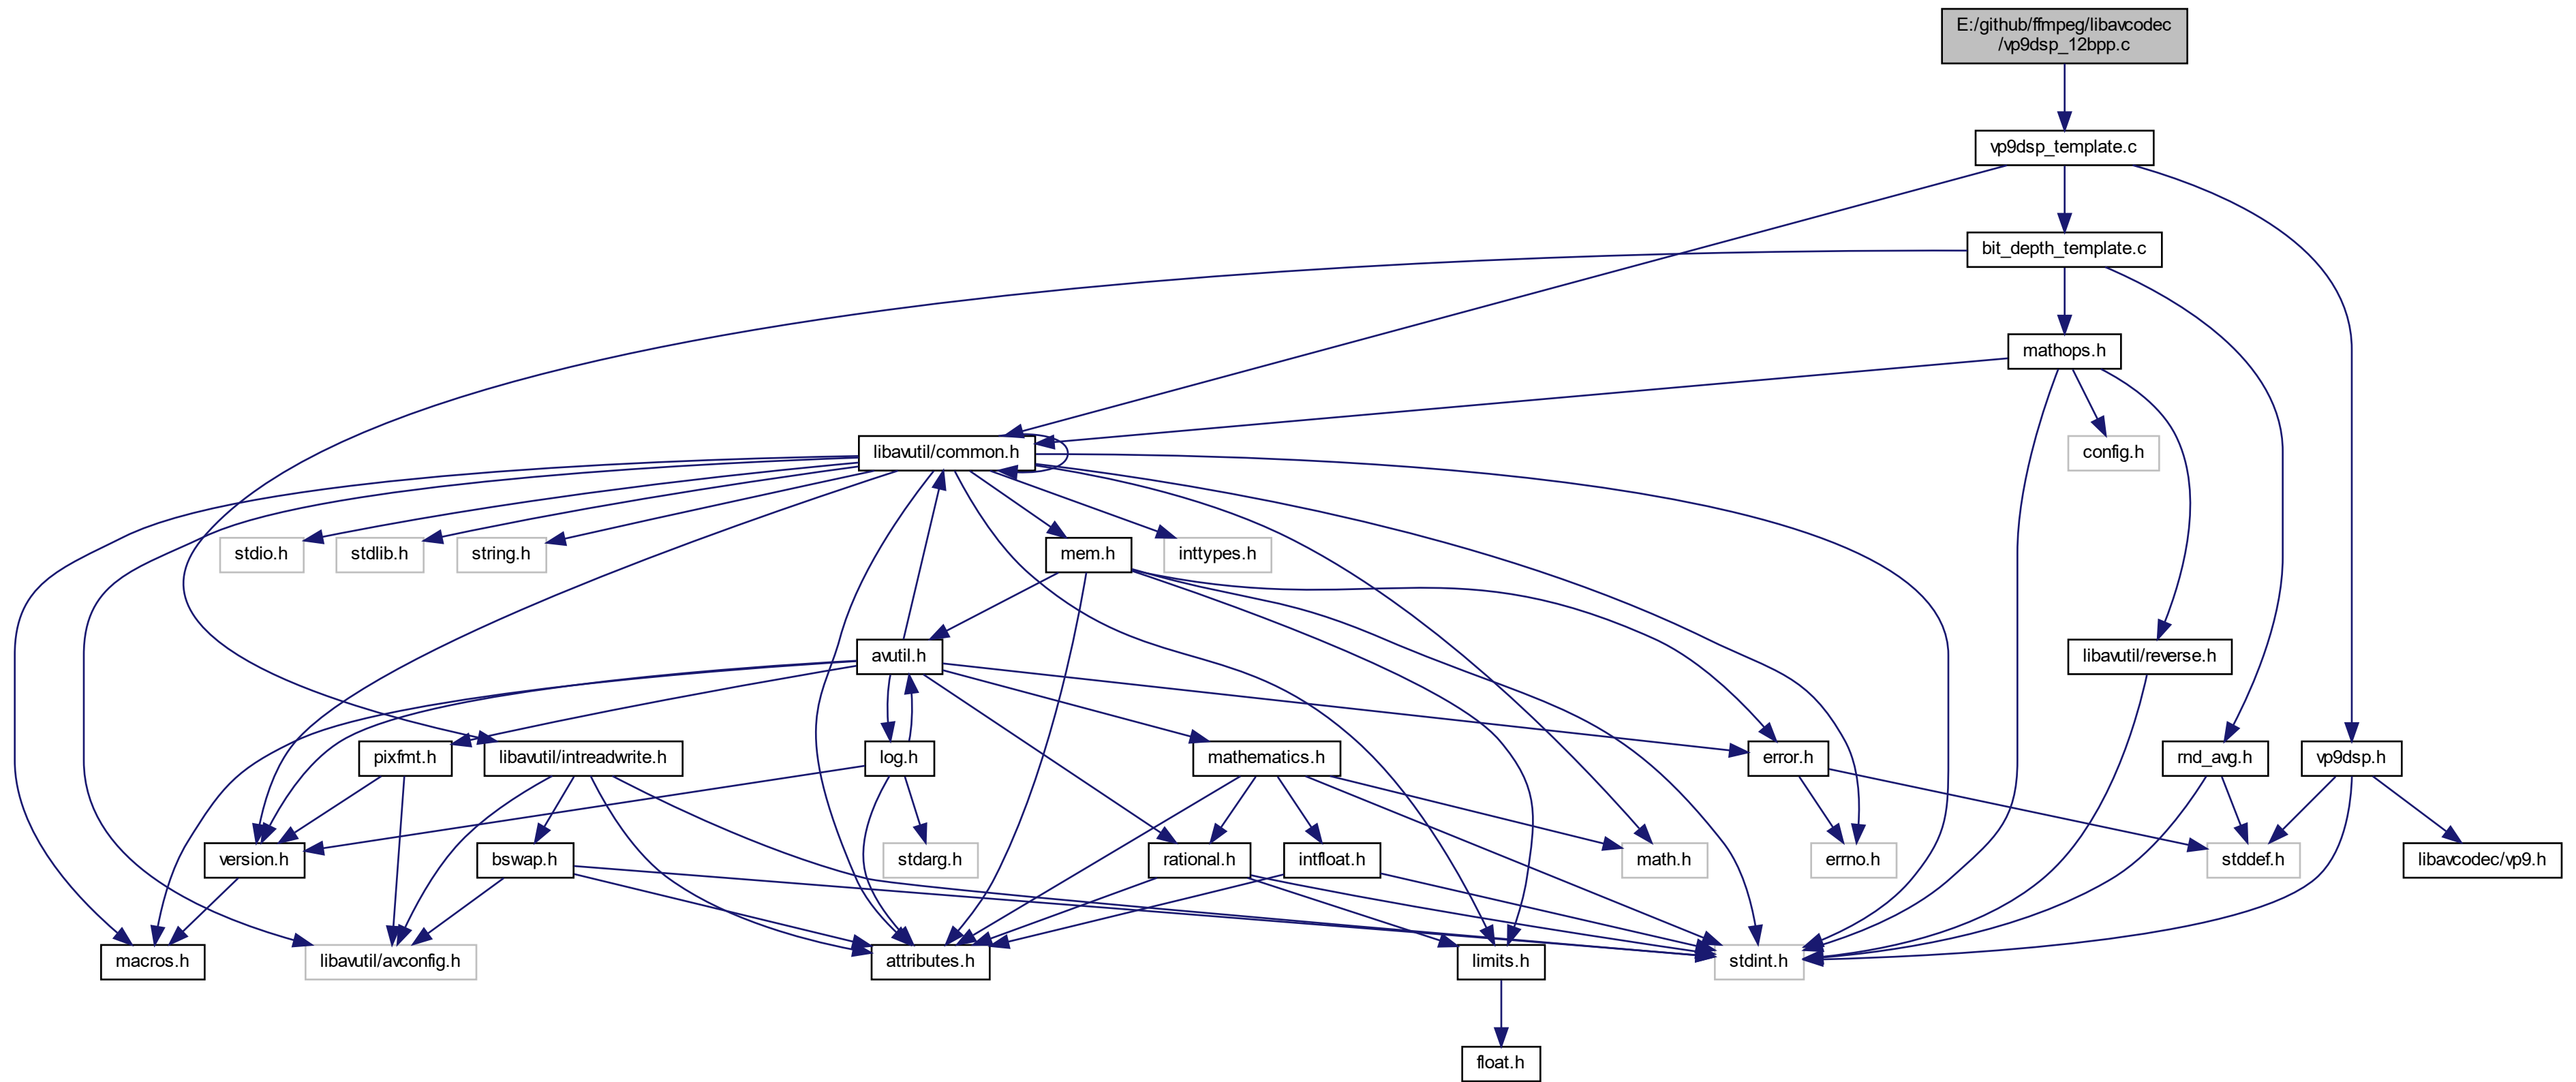 E:/github/ffmpeg/libavcodec
/vp9dsp_12bpp.c
vp9dsp_template.c
bit_depth_template.c
mathops.h
libavutil/common.h
config.h
stdio.h
stdlib.h
string.h
mem.h
inttypes.h
avutil.h
libavutil/reverse.h
pixfmt.h
libavutil/intreadwrite.h
log.h
mathematics.h
error.h
rnd_avg.h
vp9dsp.h
version.h
bswap.h
stdarg.h
rational.h
intfloat.h
math.h
errno.h
stddef.h
libavcodec/vp9.h
macros.h
libavutil/avconfig.h
attributes.h
limits.h
stdint.h
float.h